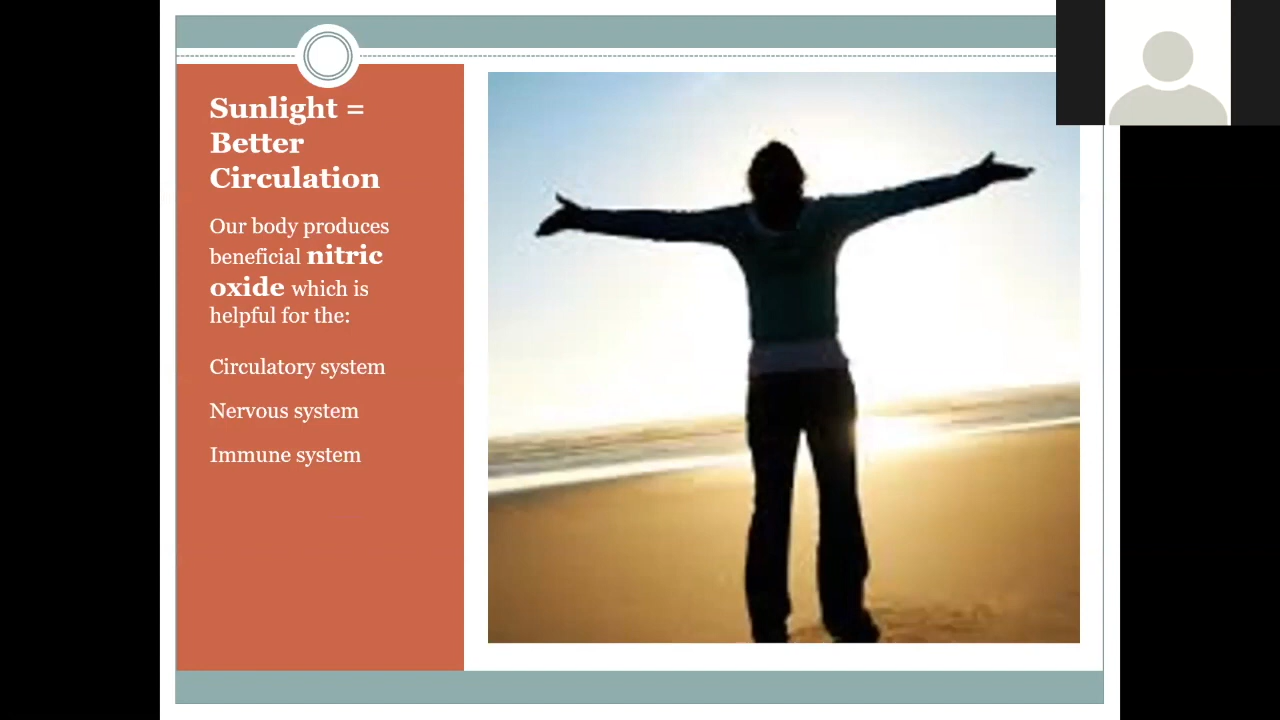 Sunlight =
Better
Circulation
Our body produces
beneficial nitric
oxide which is
helpful for the:
Circulatory system
Nervous system
Immune system